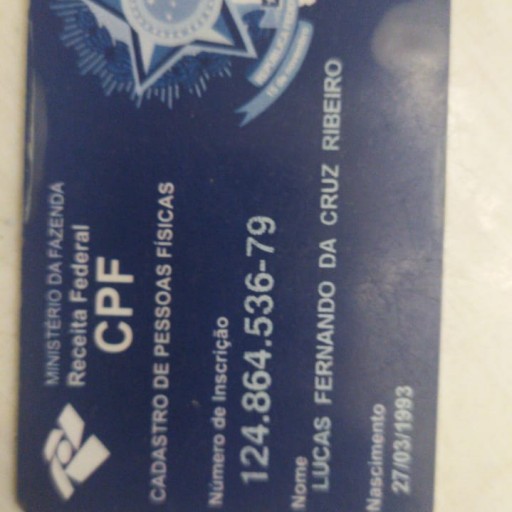 MINISTÉRIO DA FAZENDA
Receita Federal
CPF
CADASTRO DE PESSOAS FÍSICAS
Número de Inscrição
124.864.536-79
Nome
LUCAS FERNANDO DA CRUZ RIBEIRO
Nascimento
27/03/1993